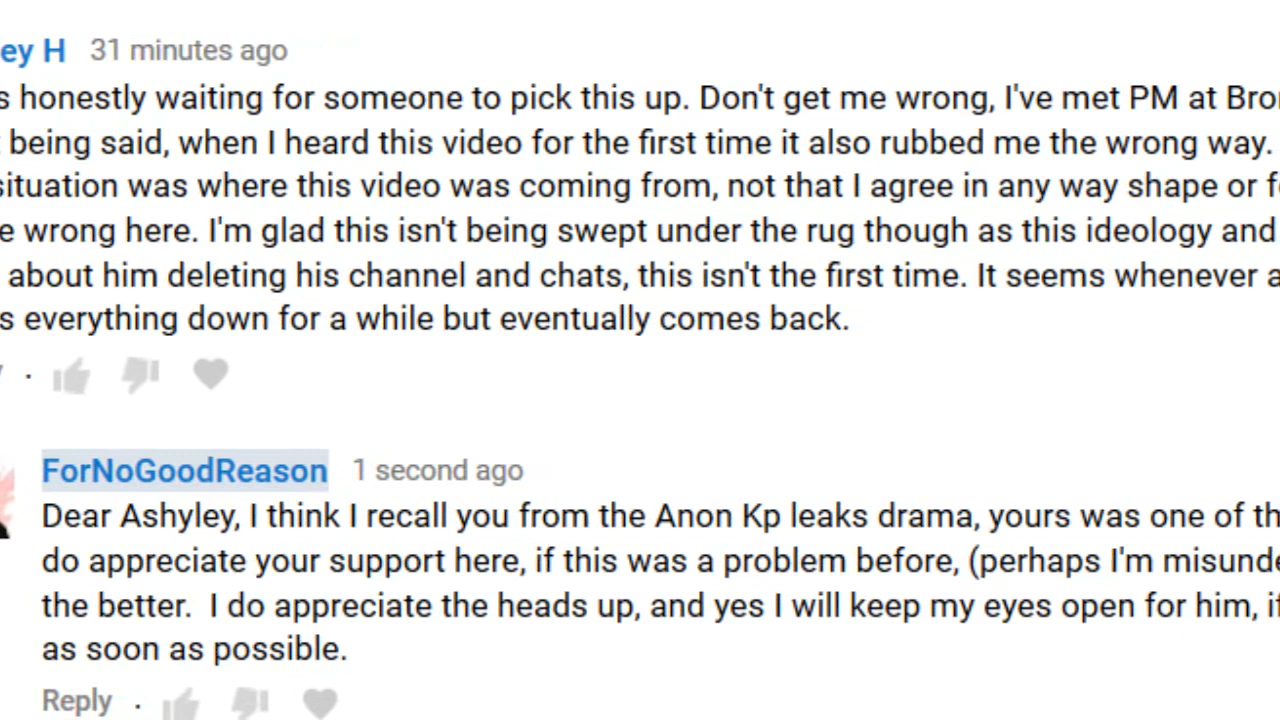 ey H 31 minutes ago
s honestly waiting for someone to pick this up. Don't get me wrong, I've met PM at Bro
being said, when I heard this video for the first time it also rubbed me the wrong way.
situation was where this video was coming from, not that I agree in any way shape or f
e wrong here. I'm glad this isn't being swept under the rug though as this ideology and
about him deleting his channel and chats, this isn't the first time. It seems whenever a
s everything down for a while but eventually comes back.
ForNoGoodReason 1 second ago
Dear Ashyley, I think I recall you from the Anon Kp leaks drama, yours was one of th
do appreciate your support here, if this was a problem before, (perhaps I'm misunde
the better. I do appreciate the heads up, and yes I will keep my eyes open for him, if
as soon as possible.
Reply ·